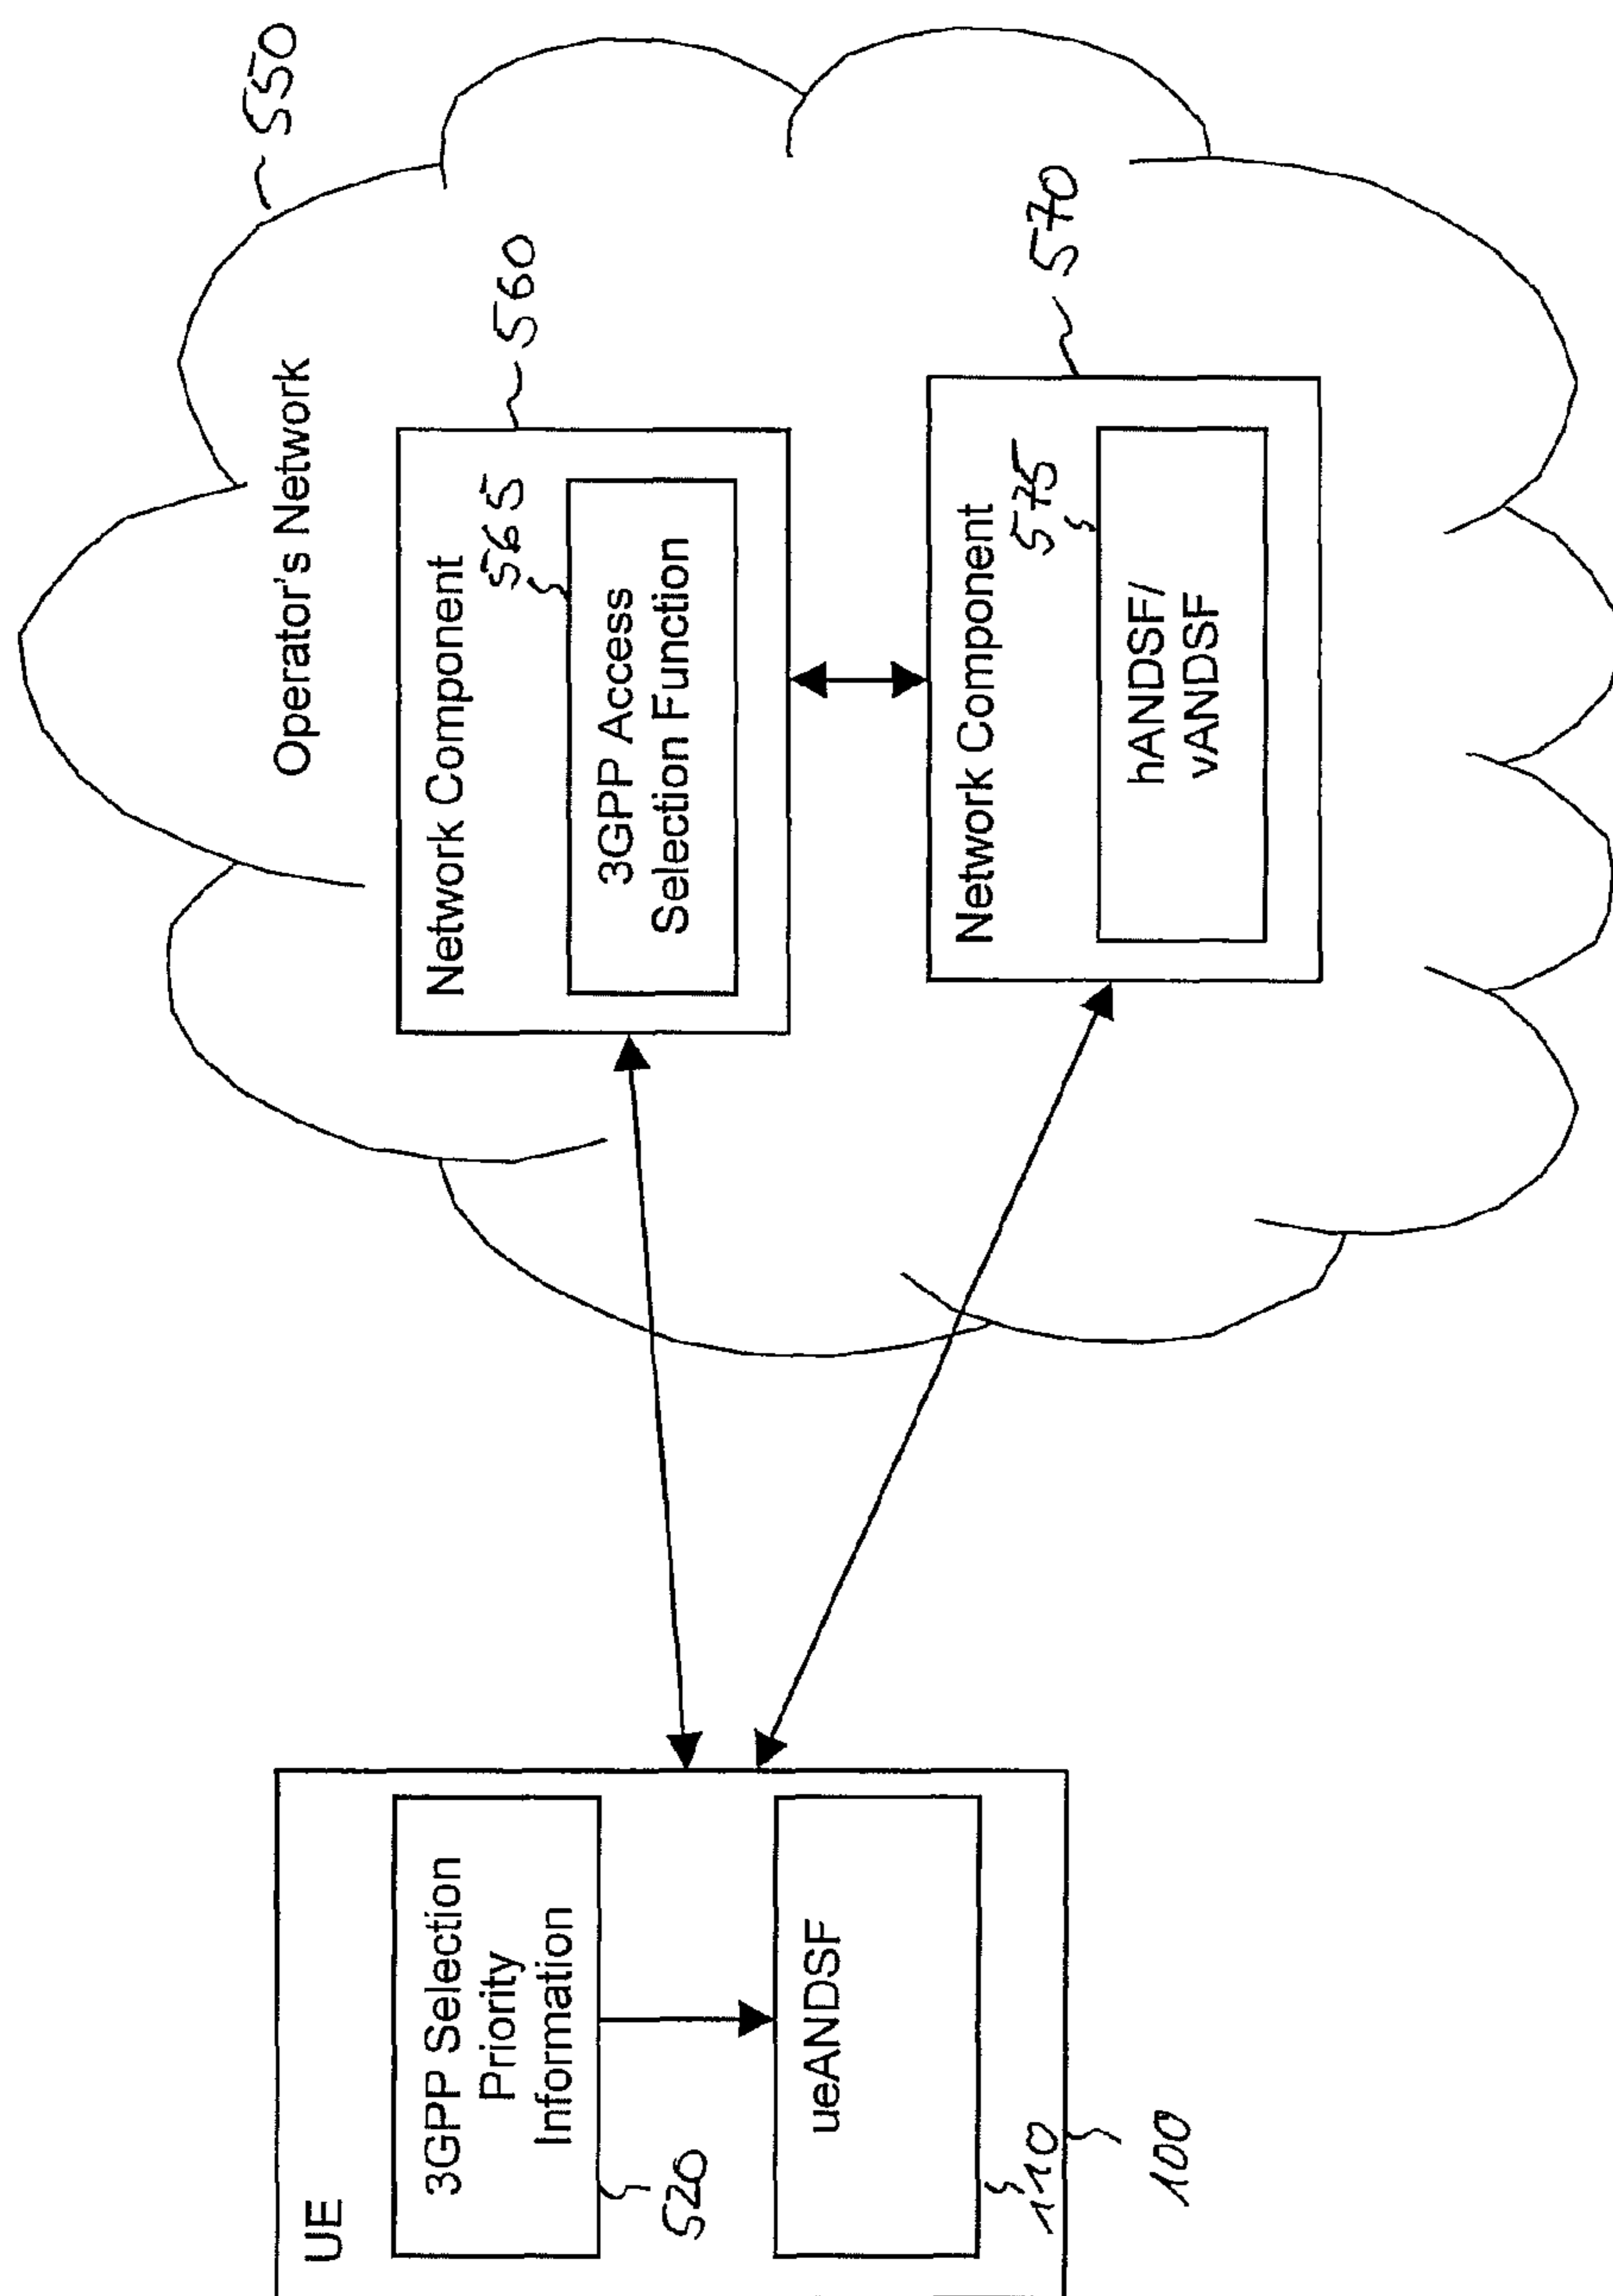 UE
3GPP Selection
Priority
Information
520
ueANDSF
110
100
Operator's Network
550
Network Component
560
565
3GPP Access
Selection Function
Network Component
570
575
hANDSF/
vANDSF